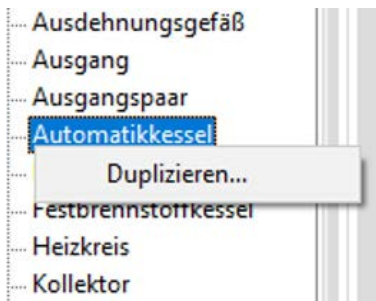 Ausdehnungsgefäß
Ausgang
Ausgangspaar
Automatikkessel
Duplizieren...
Festbrennstoffkessel
Heizkreis
Kollektor